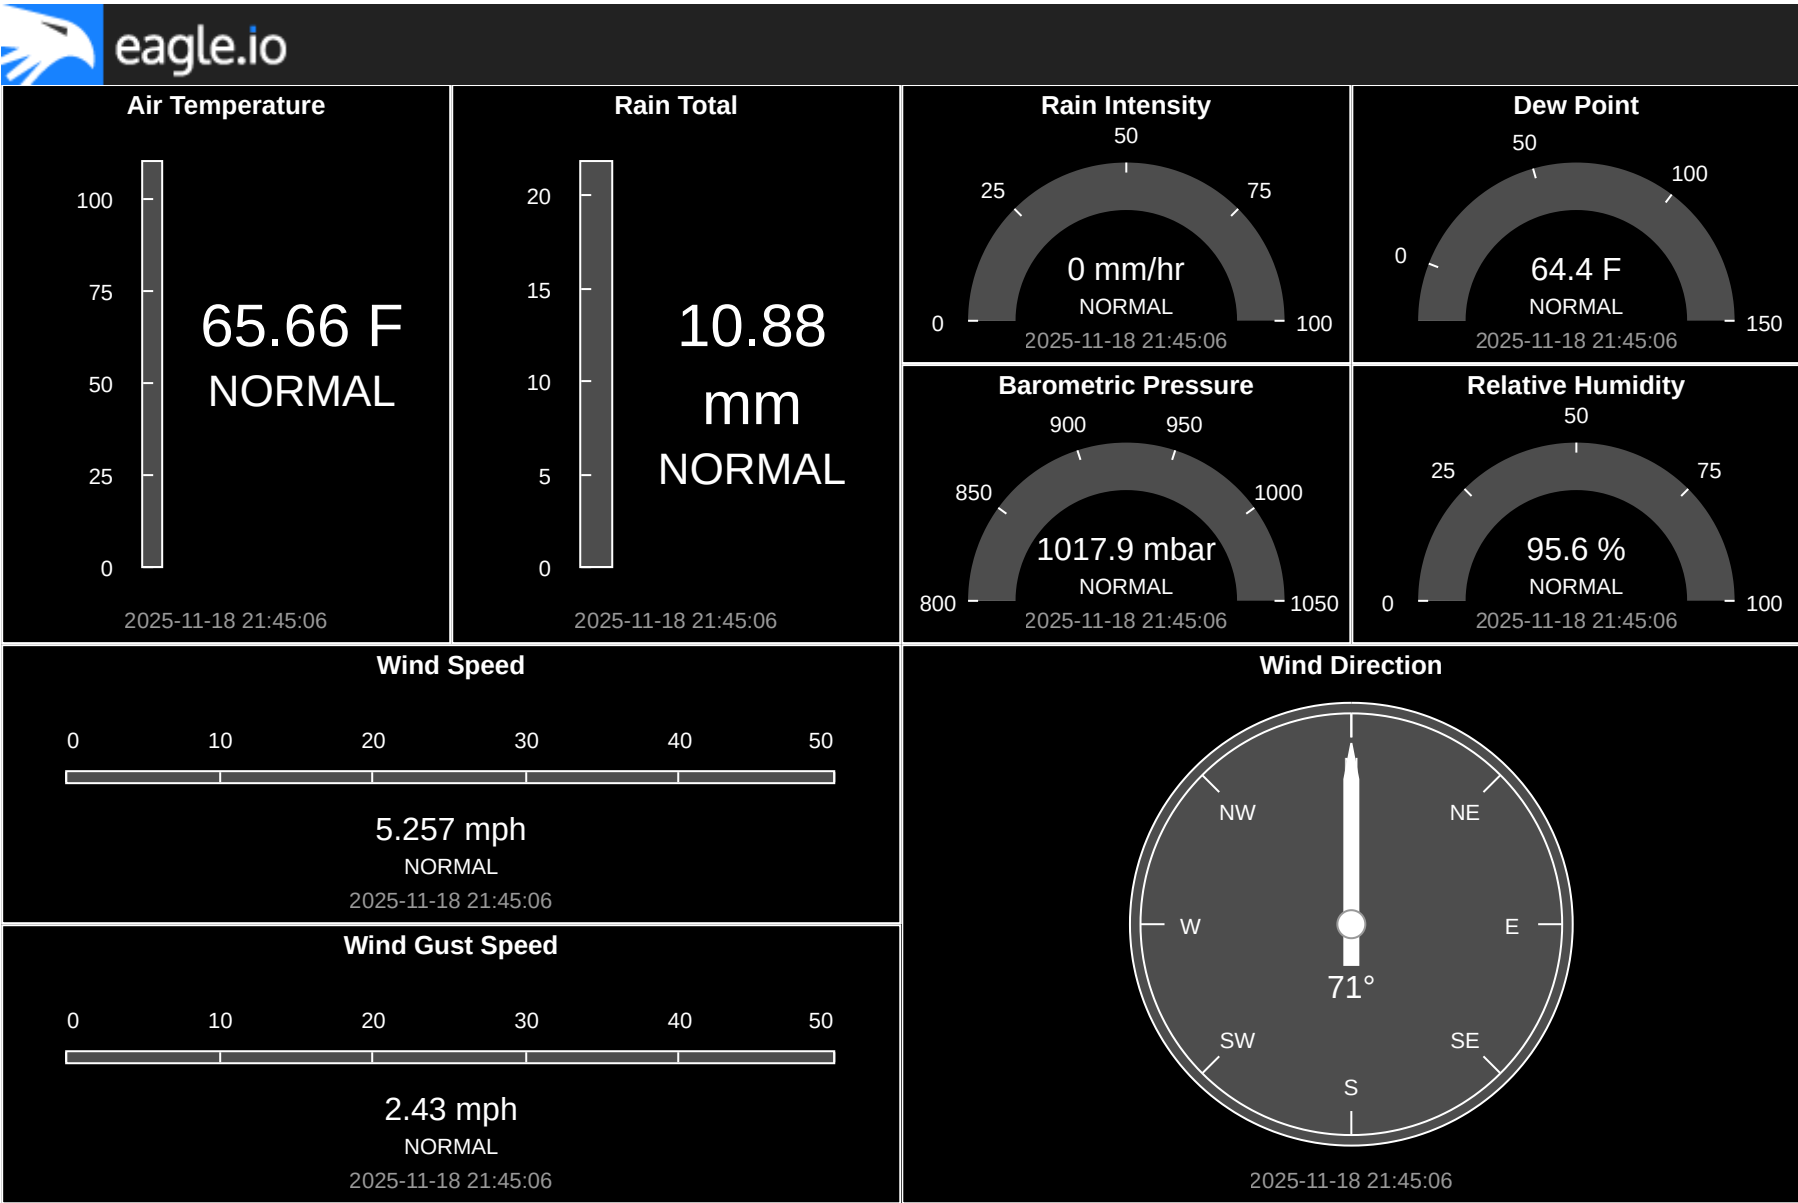 eagle.io
Air Temperature
100
75
50
25
0
65.66 F
NORMAL
2025-11-18 21:45:06
Rain Total
20
15
10
5
0
10.88
mm
NORMAL
2025-11-18 21:45:06
Rain Intensity
0
25
50
75
100
0 mm/hr
NORMAL
2025-11-18 21:45:06
Dew Point
0
50
100
150
64.4 F
NORMAL
2025-11-18 21:45:06
Barometric Pressure
800
850
900
950
1000
1050
1017.9 mbar
NORMAL
2025-11-18 21:45:06
Relative Humidity
0
25
50
75
100
95.6 %
NORMAL
2025-11-18 21:45:06
Wind Speed
0 10 20 30 40 50
5.257 mph
NORMAL
2025-11-18 21:45:06
Wind Gust Speed
0 10 20 30 40 50
2.43 mph
NORMAL
2025-11-18 21:45:06
Wind Direction
NW NE
W E
71°
SW SE
S
2025-11-18 21:45:06